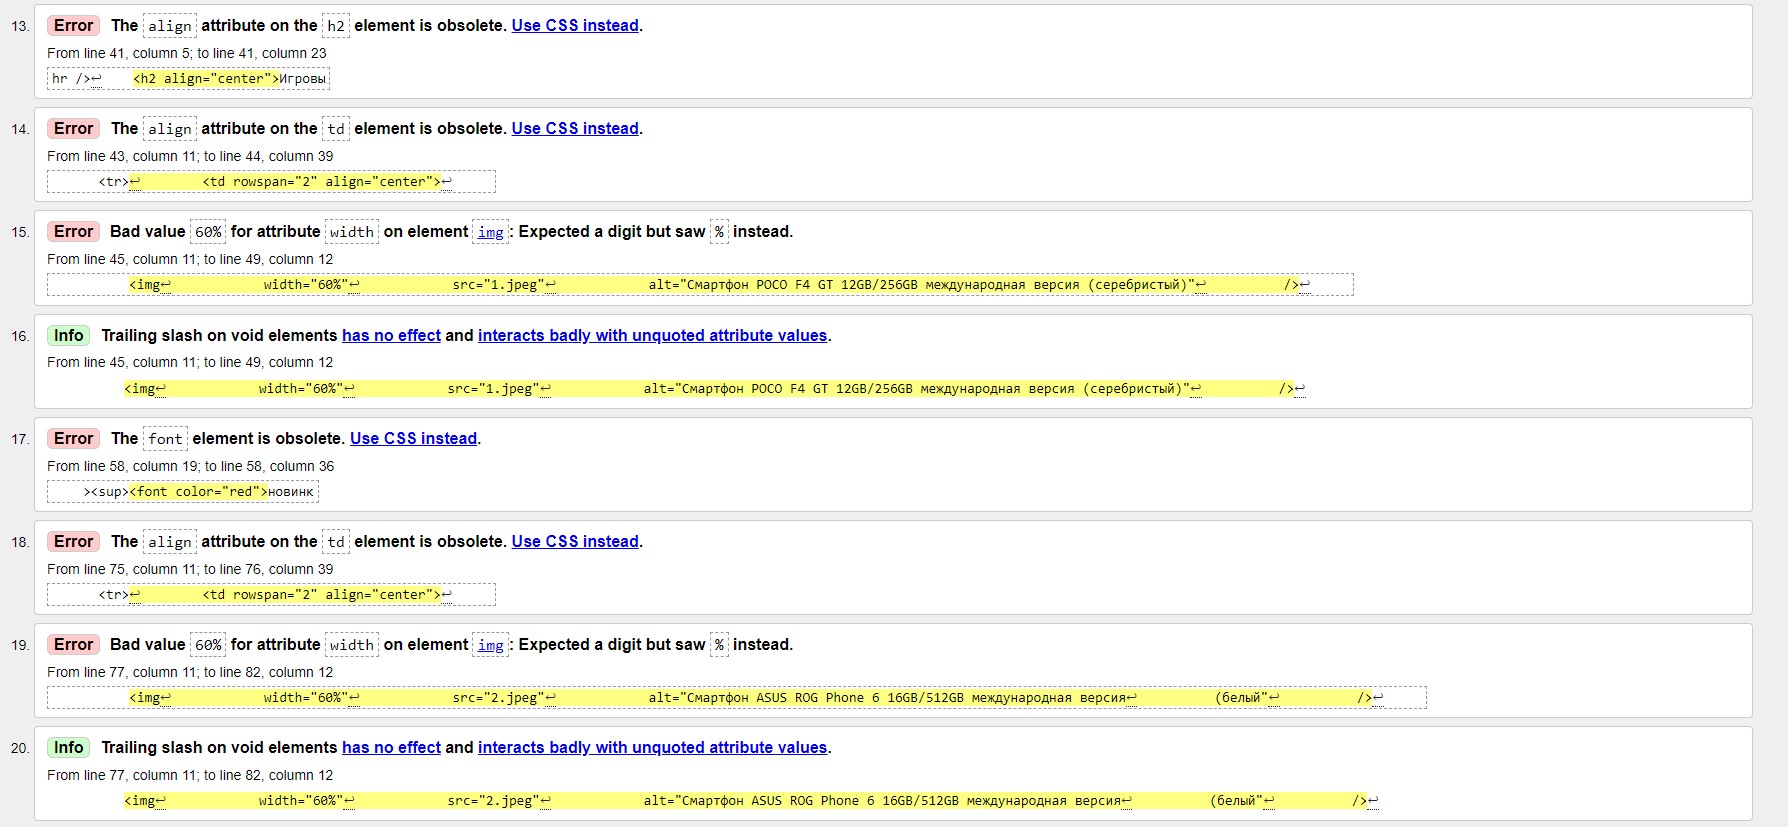 13. Error The align attribute on the h2 element is obsolete. Use CSS instead.
From line 41, column 5; to line 41, column 23
hr />↩ <h2 align="center">Игровы
14. Error The align attribute on the td element is obsolete. Use CSS instead.
From line 43, column 11; to line 44, column 39
<tr>↩ <td rowspan="2" align="center">↩
15. Error Bad value 60% for attribute width on element img: Expected a digit but saw % instead.
From line 45, column 11; to line 49, column 12
<img↩ width="60%"↩ src="1.jpeg"↩ alt="Смартфон POCO F4 GT 12GB/256GB международная версия (серебристый)"↩ />↩
16. Info Trailing slash on void elements has no effect and interacts badly with unquoted attribute values.
From line 45, column 11; to line 49, column 12
<img↩ width="60%"↩ src="1.jpeg"↩ alt="Смартфон POCO F4 GT 12GB/256GB международная версия (серебристый)"↩ />↩
17. Error The font element is obsolete. Use CSS instead.
From line 58, column 19; to line 58, column 36
><sup><font color="red">новинк
18. Error The align attribute on the td element is obsolete. Use CSS instead.
From line 75, column 11; to line 76, column 39
<tr>↩ <td rowspan="2" align="center">↩
19. Error Bad value 60% for attribute width on element img: Expected a digit but saw % instead.
From line 77, column 11; to line 82, column 12
<img↩ width="60%"↩ src="2.jpeg"↩ alt="Смартфон ASUS ROG Phone 6 16GB/512GB международная версия↩ (белый"↩ />↩
20. Info Trailing slash on void elements has no effect and interacts badly with unquoted attribute values.
From line 77, column 11; to line 82, column 12
<img↩ width="60%"↩ src="2.jpeg"↩ alt="Смартфон ASUS ROG Phone 6 16GB/512GB международная версия↩ (белый"↩ />↩